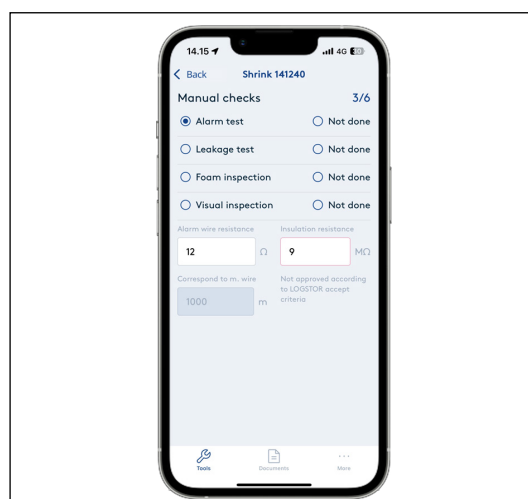 14.15 4G
Back Shrink 141240
Manual checks 3/6
Alarm test Not done
Leakage test Not done
Foam inspection Not done
Visual inspection Not done
Alarm wire resistance Insulation resistance
12 Ω 9 MΩ
Correspond to m. wire Not approved according
to LOGSTOR accept
1000 m criteria
Tools Documents More